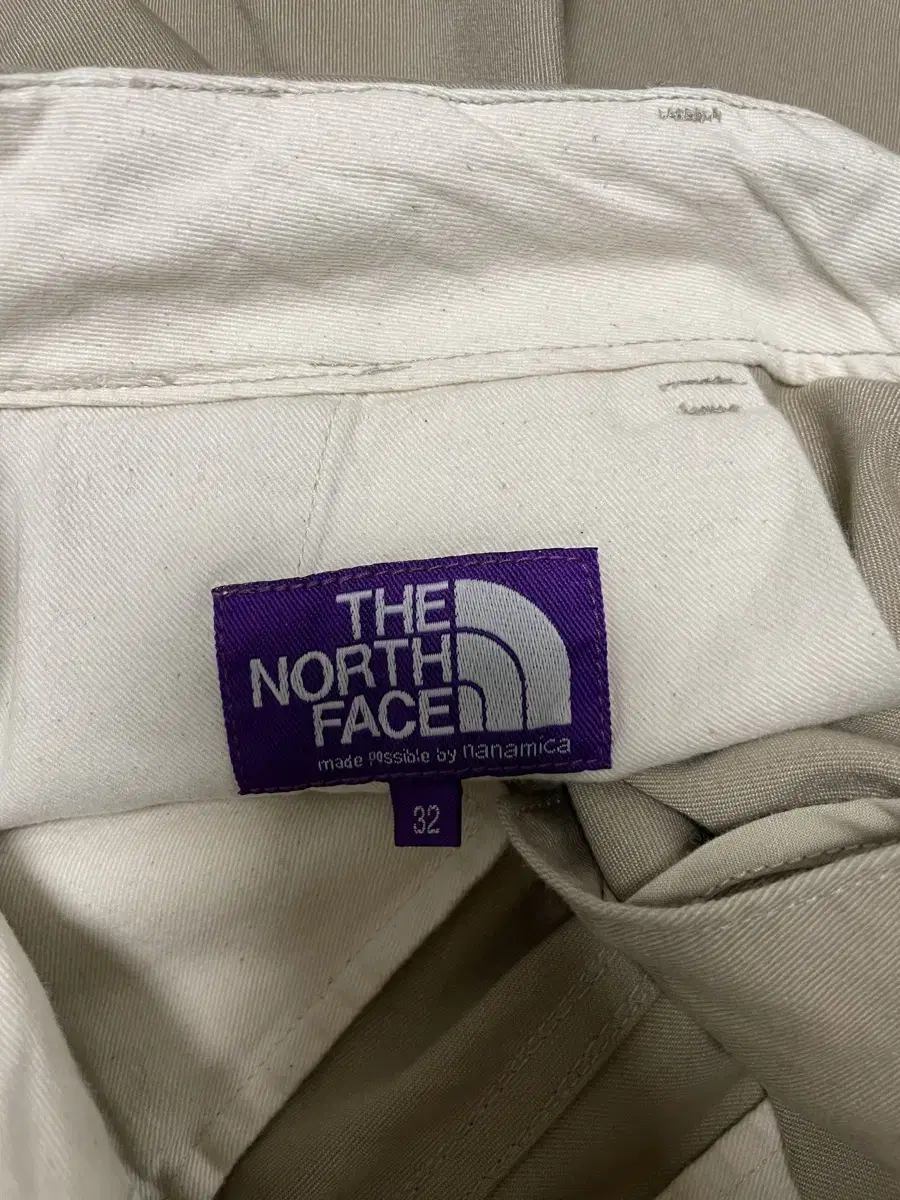 THE
NORTH
FACE
made possible by nanamica
32